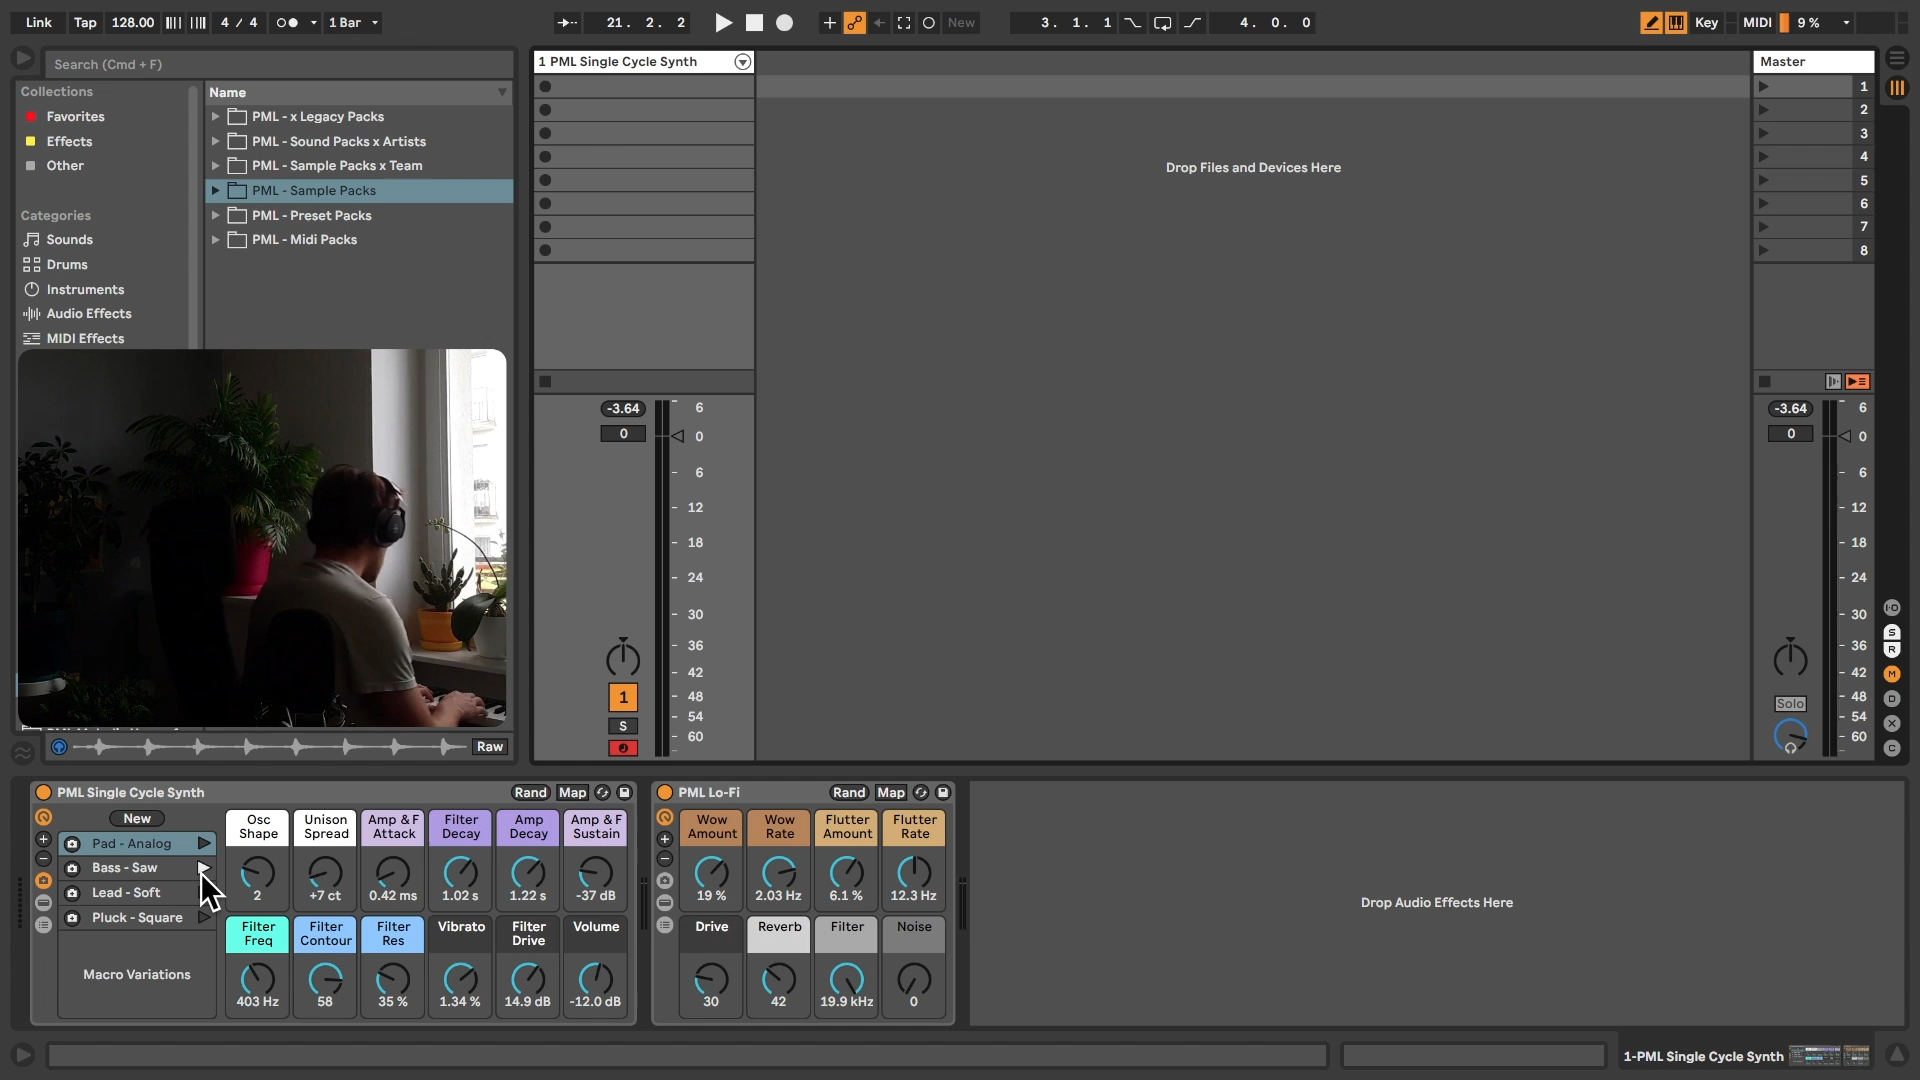 Link Tap 128.00 4 / 4 1 Bar 21. 2. 2 New 3. 1. 1 4. 0. 0 Key MIDI 9 %
Search (Cmd + F)
Collections
Favorites
Effects
Other
Categories
Sounds
Drums
Instruments
Audio Effects
MIDI Effects
Name
PML - x Legacy Packs
PML - Sound Packs x Artists
PML - Sample Packs x Team
PML - Sample Packs
PML - Preset Packs
PML - Midi Packs
Raw
1 PML Single Cycle Synth
Drop Files and Devices Here
Master
1
2
3
4
5
6
7
8
-3.64
0
6
0
6
12
18
24
30
36
42
48
54
60
1
S
-3.64
0
6
0
6
12
18
24
30
36
42
48
54
60
Solo
I·O
S
R
M
D
X
C
PML Single Cycle Synth Rand Map
New
Pad - Analog
Bass - Saw
Lead - Soft
Pluck - Square
Macro Variations
Osc Shape
2
Unison Spread
+7 ct
Amp & F Attack
0.42 ms
Filter Decay
1.02 s
Amp Decay
1.22 s
Amp & F Sustain
-37 dB
Filter Freq
403 Hz
Filter Contour
58
Filter Res
35 %
Vibrato
1.34 %
Filter Drive
14.9 dB
Volume
-12.0 dB
PML Lo-Fi Rand Map
Wow Amount
19 %
Wow Rate
2.03 Hz
Flutter Amount
6.1 %
Flutter Rate
12.3 Hz
Drive
30
Reverb
42
Filter
19.9 kHz
Noise
0
Drop Audio Effects Here
1-PML Single Cycle Synth